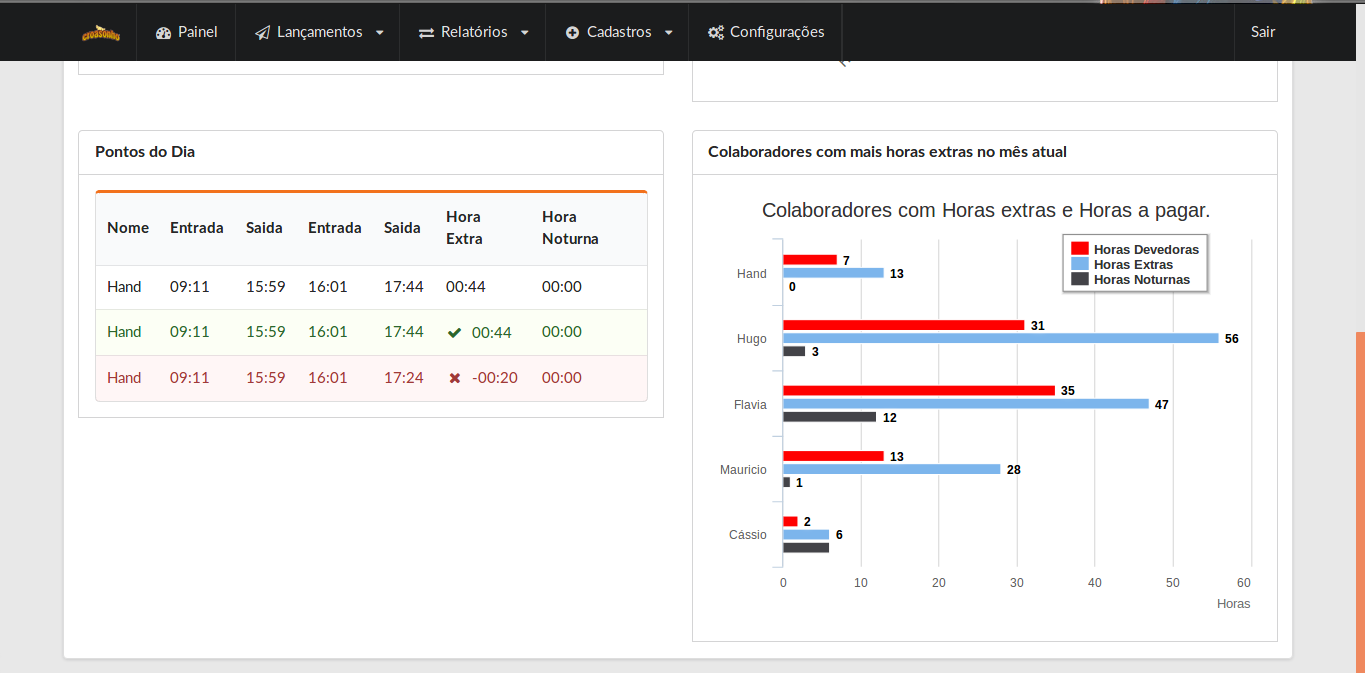 Crossonho
Painel
Lançamentos
Relatórios
Cadastros
Configurações
Sair
Pontos do Dia
Nome Entrada Saida Entrada Saida Hora Extra Hora Noturna
Hand 09:11 15:59 16:01 17:44 00:44 00:00
Hand 09:11 15:59 16:01 17:44 00:44 00:00
Hand 09:11 15:59 16:01 17:24 -00:20 00:00
Colaboradores com mais horas extras no mês atual
Colaboradores com Horas extras e Horas a pagar.
Horas Devedoras
Horas Extras
Horas Noturnas
Hand
7
13
0
Hugo
31
56
3
Flavia
35
47
12
Mauricio
13
28
1
Cássio
2
6
0 10 20 30 40 50 60
Horas